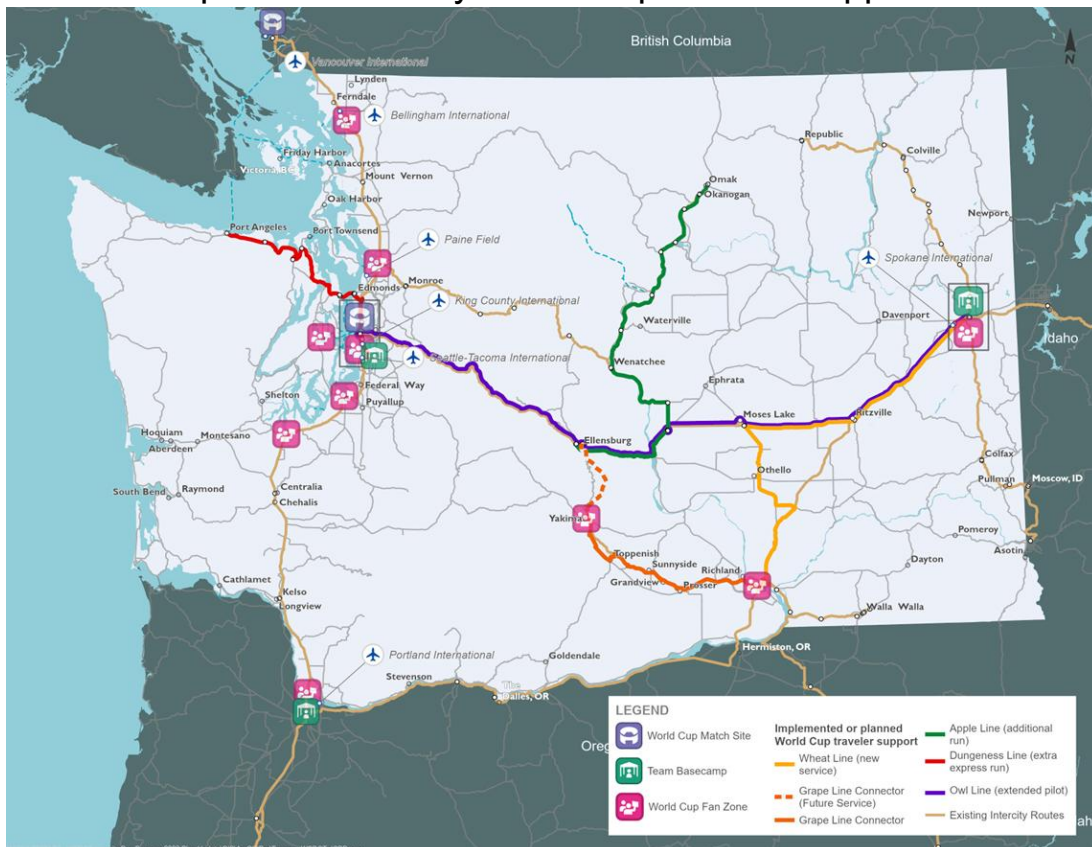 British Columbia
N
Vancouver International
Lynden
Ferndale
Bellingham International
Republic
Colville
Friday Harbor
Anacortes
Victoria, BC
Mount Vernon
Omak
Okanogan
Oak Harbor
Newport
Port Angeles
Port Townsend
Paine Field
Spokane International
Edmonds
Monroe
King County International
Waterville
Davenport
Idaho
Seattle-Tacoma International
Wenatchee
Ephrata
Federal Way
Shelton
Puyallup
Moses Lake
Ritzville
Hoquiam
Montesano
Aberdeen
Ellensburg
Othello
Colfax
Pullman
Moscow, ID
South Bend
Raymond
Centralia
Chehalis
Yakima
Pomeroy
Toppenish
Sunnyside
Richland
Dayton
Asotin
Grandview
Prosser
Cathlamet
Kelso
Longview
Walla Walla
Portland International
Goldendale
Hermiston, OR
Stevenson
The
Dalles, OR
Oreg
LEGEND
World Cup Match Site
Team Basecamp
World Cup Fan Zone
Implemented or planned
World Cup traveler support
Wheat Line (new
service)
Grape Line Connector
(Future Service)
Grape Line Connector
Apple Line (additional
run)
Dungeness Line (extra
express run)
Owl Line (extended pilot)
Existing Intercity Routes